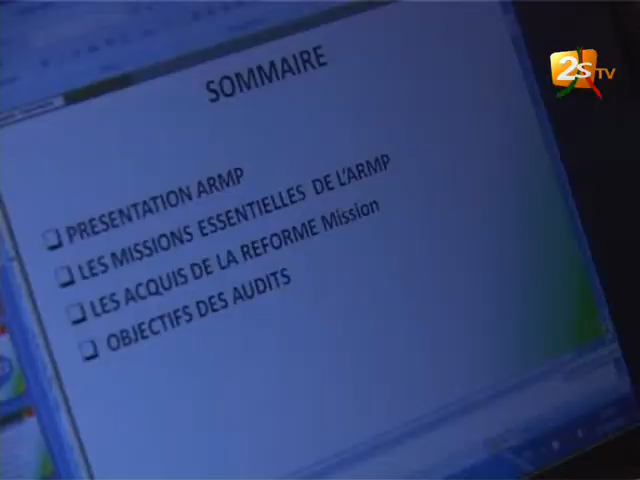 2STV
SOMMAIRE
PRESENTATION ARMP
LES MISSIONS ESSENTIELLES DE L'ARMP
LES ACQUIS DE LA REFORME Mission
OBJECTIFS DES AUDITS